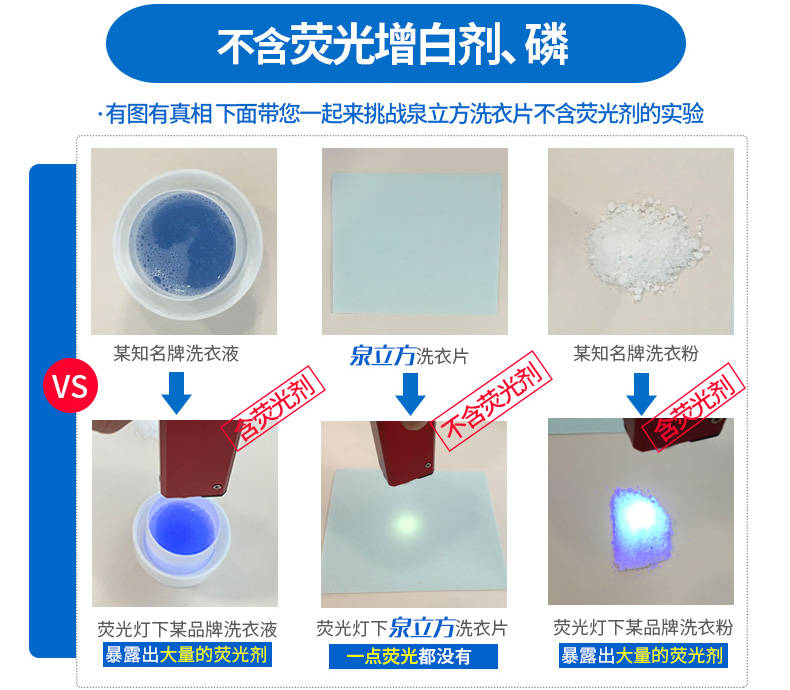 不含荧光增白剂、磷
·有图有真相 下面带您一起来挑战泉立方洗衣片不含荧光剂的实验
某知名牌洗衣液
泉立方洗衣片
某知名牌洗衣粉
VS
含荧光剂
不含荧光剂
含荧光剂
荧光灯下某品牌洗衣液
暴露出大量的荧光剂
荧光灯下泉立方洗衣片
一点荧光都没有
荧光灯下某品牌洗衣粉
暴露出大量的荧光剂